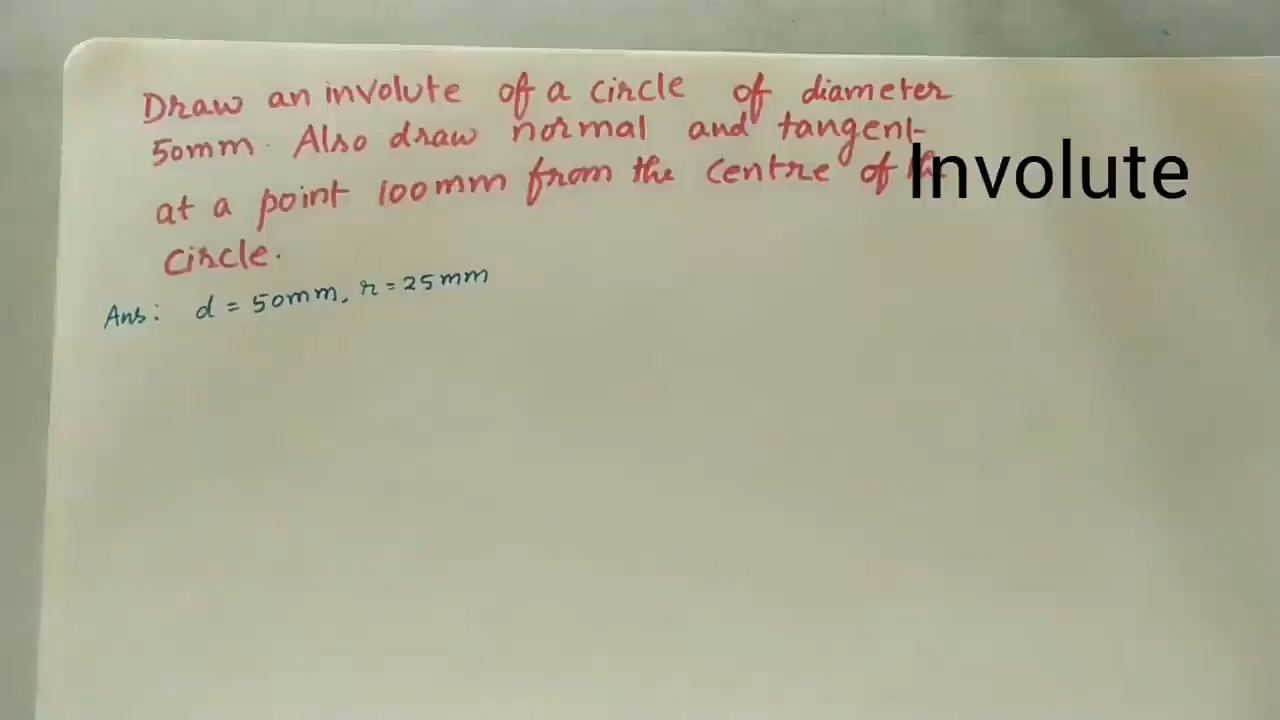 Draw an involute of a circle of diameter
50mm. Also draw normal and tangent
at a point 100mm from the centre of
circle.
Involute
Ans: d = 50mm, r = 25mm